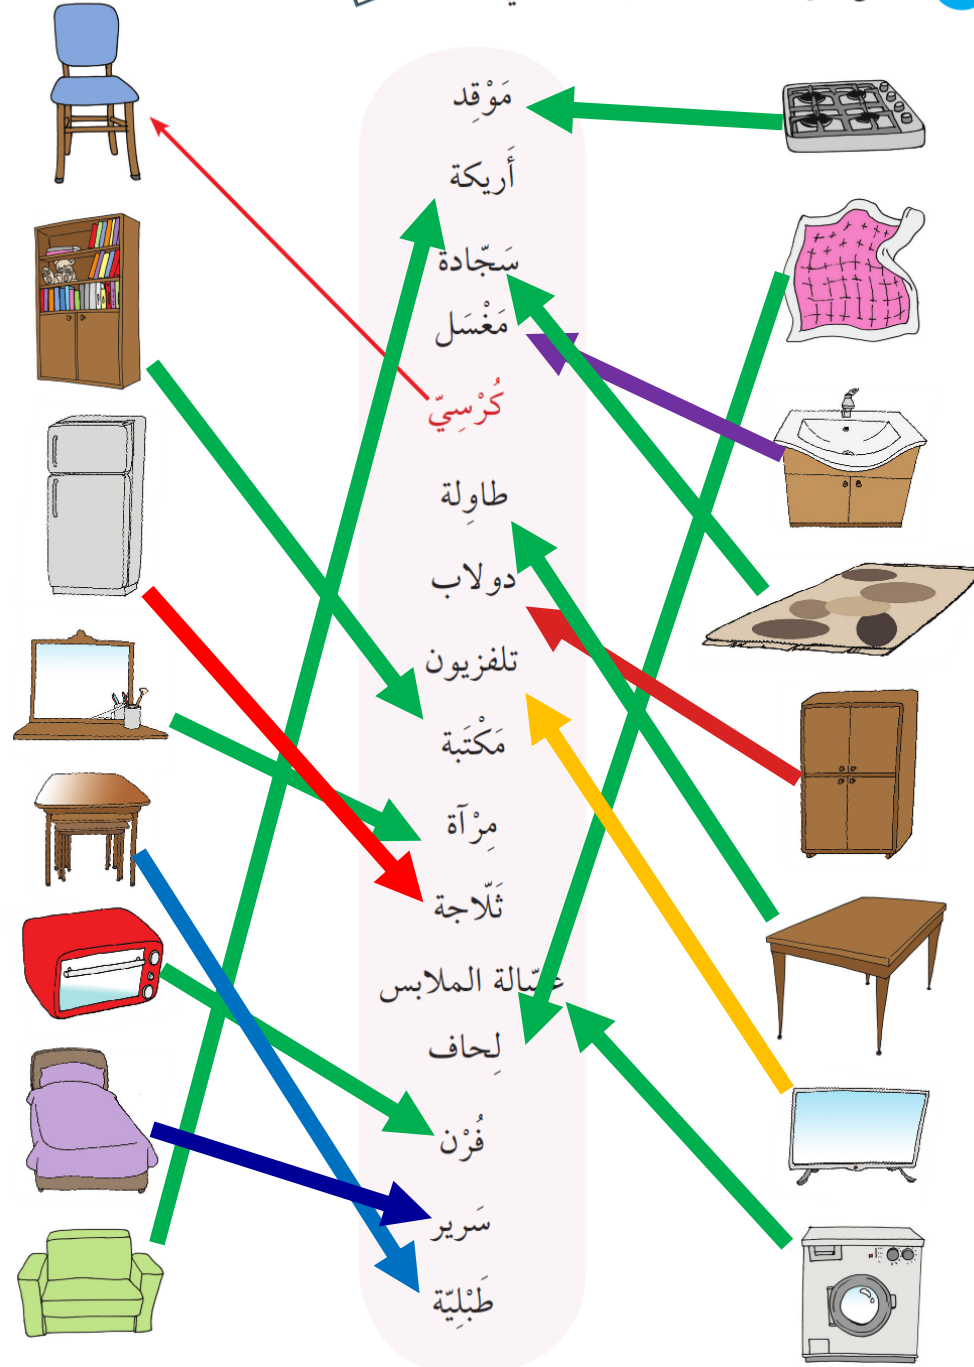 مَوْقِد
أَريكة
سَجّادة
مَغْسَل
كُرْسِيّ
طاوِلة
دولاب
تلفزيون
مَكْتَبة
مِرْآة
ثَلّاجة
غسّالة الملابس
لِحاف
فُرْن
سَرير
طَبْلِيّة